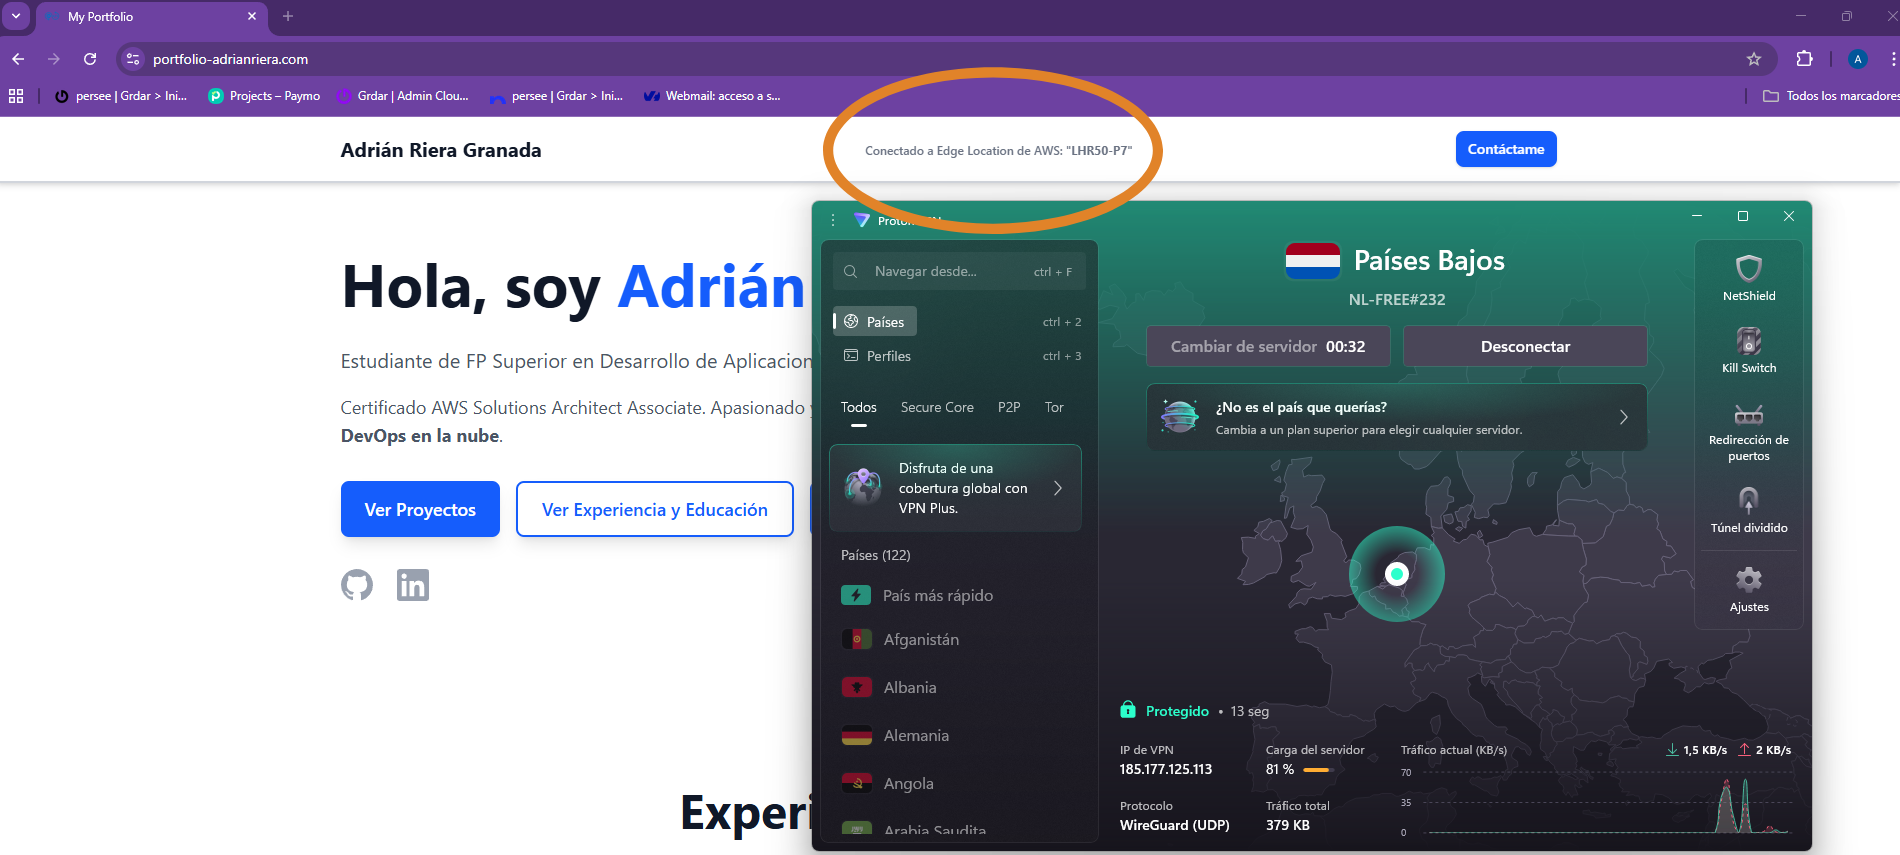 My Portfolio
portfolio-adrianriera.com
A
persee | Grdar > Ini...
Projects – Paymo
Grdar | Admin Clou...
persee | Grdar > Ini...
Webmail: acceso a s...
Todos los marcadores
Adrián Riera Granada
Conectado a Edge Location de AWS: "LHR50-P7"
Contáctame
Hola, soy Adrián
Estudiante de FP Superior en Desarrollo de Aplicacion
Certificado AWS Solutions Architect Associate. Apasionado y
DevOps en la nube.
Ver Proyectos
Ver Experiencia y Educación
Experi
Navegar desde...
ctrl + F
Países
ctrl + 2
Perfiles
ctrl + 3
Todos
Secure Core
P2P
Tor
Disfruta de una
cobertura global con
VPN Plus.
Países (122)
País más rápido
Afganistán
Albania
Alemania
Angola
Arabia Saudita
Países Bajos
NL-FREE#232
Cambiar de servidor 00:32
Desconectar
¿No es el país que querías?
Cambia a un plan superior para elegir cualquier servidor.
Protegido • 13 seg
IP de VPN
185.177.125.113
Carga del servidor
81 %
Protocolo
WireGuard (UDP)
Tráfico total
379 KB
Tráfico actual (KB/s)
1,5 KB/s
2 KB/s
70
35
0
NetShield
Kill Switch
Redirección de
puertos
Túnel dividido
Ajustes